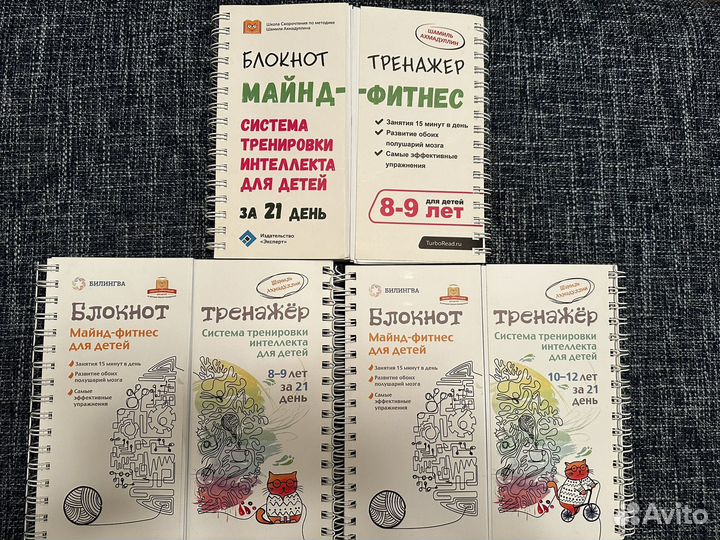 Школа Скорочтения по методике
Шамиля Ахмадуллина
БЛОКНОТ
МАЙНД-
СИСТЕМА
ТРЕНИРОВКИ
ИНТЕЛЛЕКТА
ДЛЯ ДЕТЕЙ
ЗА 21 ДЕНЬ
Издательство
«Эксперт»
ШАМИЛЬ
АХМАДУЛЛИН
ТРЕНАЖЕР
-ФИТНЕС
Занятия 15 минут в день
Развитие обоих
полушарий мозга
Самые эффективные
упражнения
для детей
8-9 лет
TurboRead.ru
БИЛИНГВА
Блокнот
Майнд-фитнес
для детей
Занятия 15 минут в день
Развитие обоих
полушарий мозга
Самые
эффективные
упражнения
Шамиль
Ахмадуллин
тренажёр
Система тренировки
интеллекта
для детей
8–9 лет
за 21
день
БИЛИНГВА
Блокнот
Майнд-фитнес
для детей
Занятия 15 минут в день
Развитие обоих
полушарий мозга
Самые
эффективные
упражнения
Шамиль
Ахмадуллин
тренажёр
Система тренировки
интеллекта
для детей
10–12 лет
за 21
день
Avito